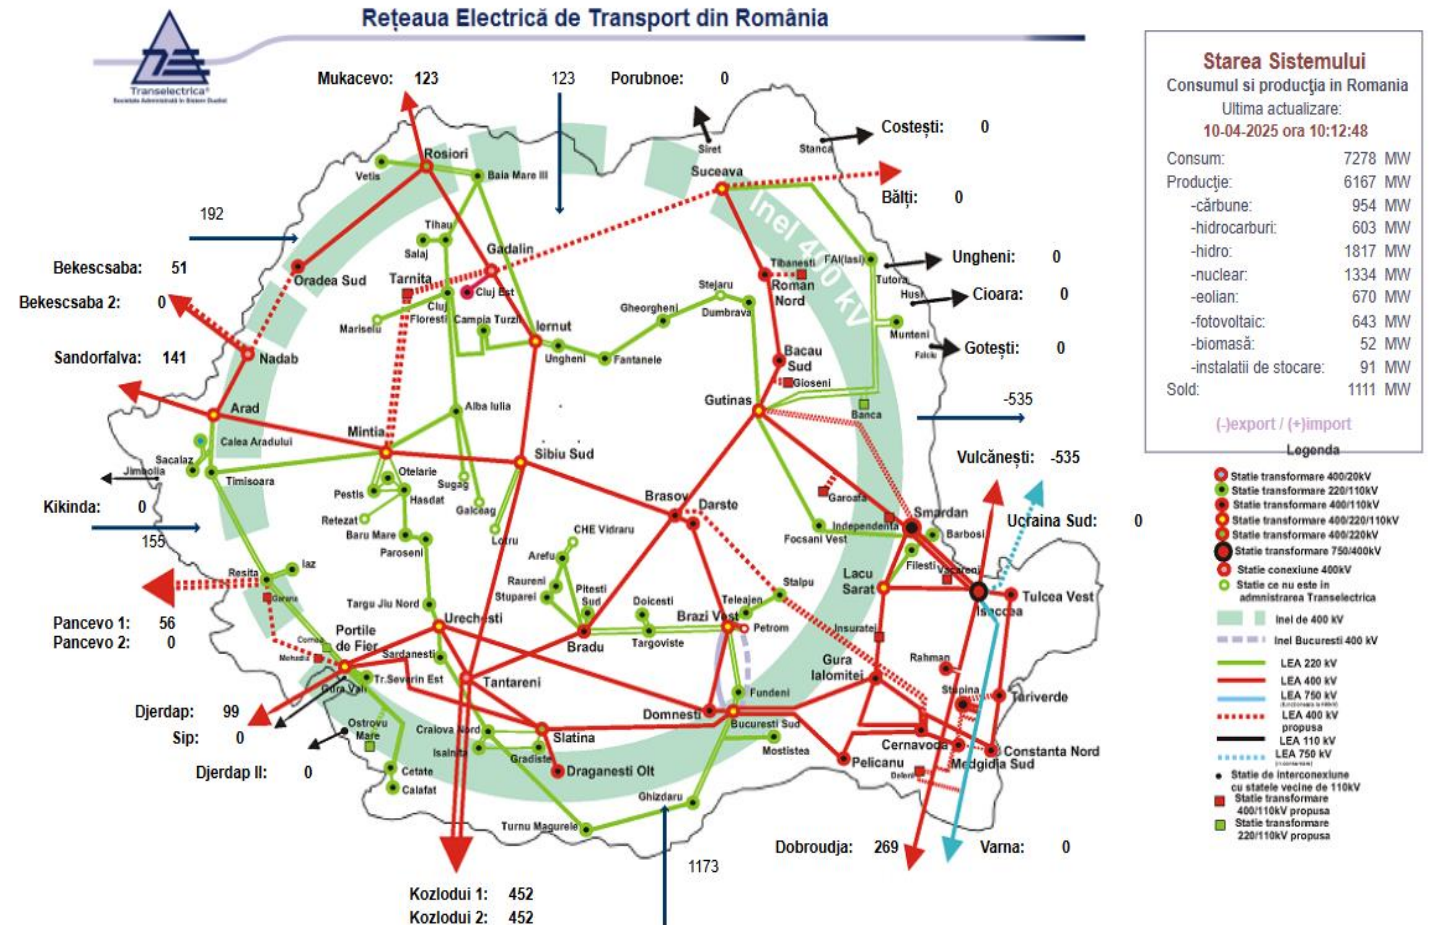 Rețeaua Electrică de Transport din România
Transelectrica®
Societate Administrată în Sistem Dualist
Mukacevo: 123
123
Porubnoe: 0
Siret
Stanca
Costești: 0
Suceava
Bălți: 0
Rosiori
Vetis
Baia Mare III
192
Tihau
Salaj
Gadalin
Inel 400 kV
Bekescsaba: 51
Oradea Sud
Tarnita
Cluj Est
Tibanesti
FAI(Iasi)
Ungheni: 0
Tutora
Roman
Nord
Husi
Cioara: 0
Bekescsaba 2: 0
Stejaru
Gheorgheni
Dumbrava
Cluj
Floresti
Campia Turzii
Mariselu
Iernut
Munteni
Falciu
Gotești: 0
Sandorfalva: 141
Nadab
Ungheni
Fantanele
Bacau
Sud
Gioseni
Arad
Alba Iulia
Gutinas
Banca
-535
Calea Aradului
Mintia
Sibiu Sud
Vulcănești: -535
Sacalaz
Jimbolia
Timisoara
Otelarie
Pestis
Hasdat
Sugag
Galceag
Brasov
Darste
Garoafa
Smardan
Kikinda: 0
155
Retezat
Baru Mare
Paroseni
Lotru
CHE Vidraru
Independenta
Focsani Vest
Barbosi
Ucraina Sud: 0
Arefu
Filesti
Resita
Iaz
Raureni
Stuparei
Pitesti
Sud
Lacu
Sarat
Vacareni
Isaccea
Tulcea Vest
Stalpu
Garana
Targu Jiu Nord
Doicesti
Teleajen
Pancevo 1: 56
Pancevo 2: 0
Portile
de Fier
Cornea
Mehadia
Urechesti
Sardanesti
Bradu
Targoviste
Brazi Vest
Petrom
Insuratei
Gura
Ialomitei
Rahman
Gura Vaii
Tr.Severin Est
Tantareni
Fundeni
Stupina
Tariverde
Djerdap: 99
Sip: 0
Ostrovu
Mare
Craiova Nord
Isalnita
Slatina
Gradiste
Domnesti
Bucuresti Sud
Mostistea
Cernavoda
Constanta Nord
Medgidia Sud
Pelicanu
Djerdap II: 0
Cetate
Calafat
Draganesti Olt
Ghizdaru
Turnu Magurele
Dobroudja: 269
Varna: 0
1173
Kozlodui 1: 452
Kozlodui 2: 452
Starea Sistemului
Consumul si producţia in Romania
Ultima actualizare:
10-04-2025 ora 10:12:48
Consum: 7278 MW
Producţie: 6167 MW
-cărbune: 954 MW
-hidrocarburi: 603 MW
-hidro: 1817 MW
-nuclear: 1334 MW
-eolian: 670 MW
-fotovoltaic: 643 MW
-biomasă: 52 MW
-instalatii de stocare: 91 MW
Sold: 1111 MW
(-)export / (+)import
Legenda
Statie transformare 400/20kV
Statie transformare 220/110kV
Statie transformare 400/110kV
Statie transformare 400/220/110kV
Statie transformare 400/220kV
Statie transformare 750/400kV
Statie conexiune 400kV
Statie ce nu este in
admnistrarea Transelectrica
Inel de 400 kV
Inel Bucuresti 400 kV
LEA 220 kV
LEA 400 kV
LEA 750 kV
LEA 400 kV
propusa
LEA 110 kV
LEA 750 kV
Statie de interconexiune
cu statele vecine de 110kV
Statie transformare
400/110kV propusa
Statie transformare
220/110kV propusa